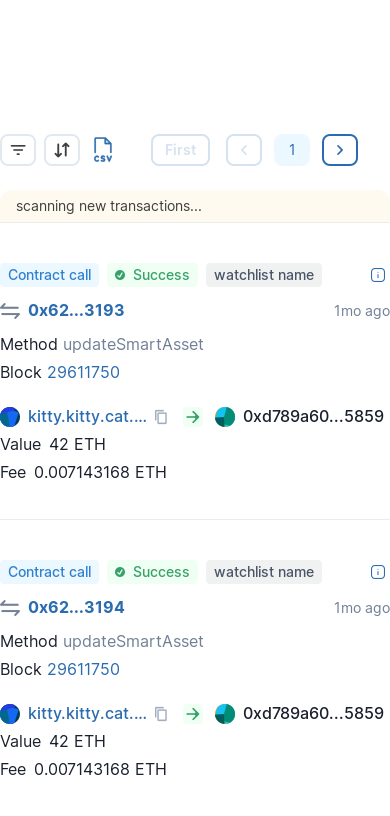 CSV
First
1
scanning new transactions...
Contract call Success watchlist name
0x62...3193 1mo ago
Method updateSmartAsset
Block 29611750
kitty.kitty.cat.... 0xd789a60...5859
Value 42 ETH
Fee 0.007143168 ETH
Contract call Success watchlist name
0x62...3194 1mo ago
Method updateSmartAsset
Block 29611750
kitty.kitty.cat.... 0xd789a60...5859
Value 42 ETH
Fee 0.007143168 ETH